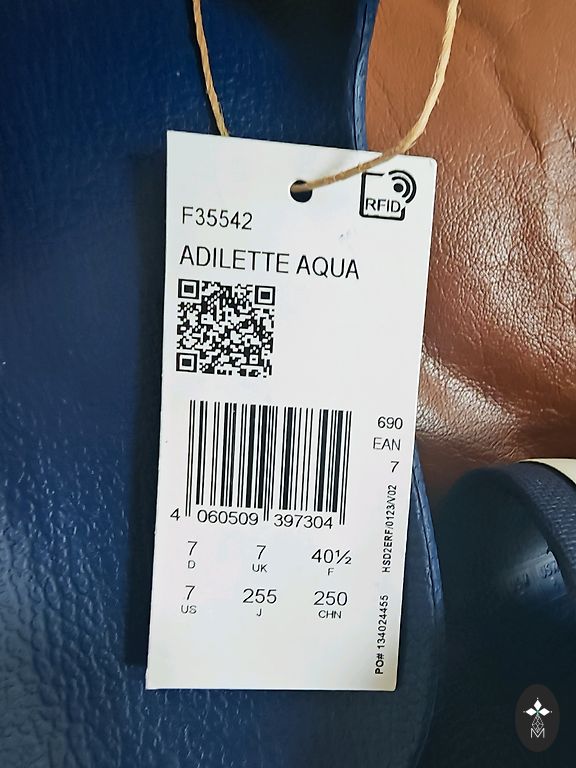 RFID
F35542
ADILETTE AQUA
690
EAN
7
4 060509 397304
7 7 40½
D UK F
7 255 250
US J CHN
HSD2ERF/0123/V02
PO# 134024455
M